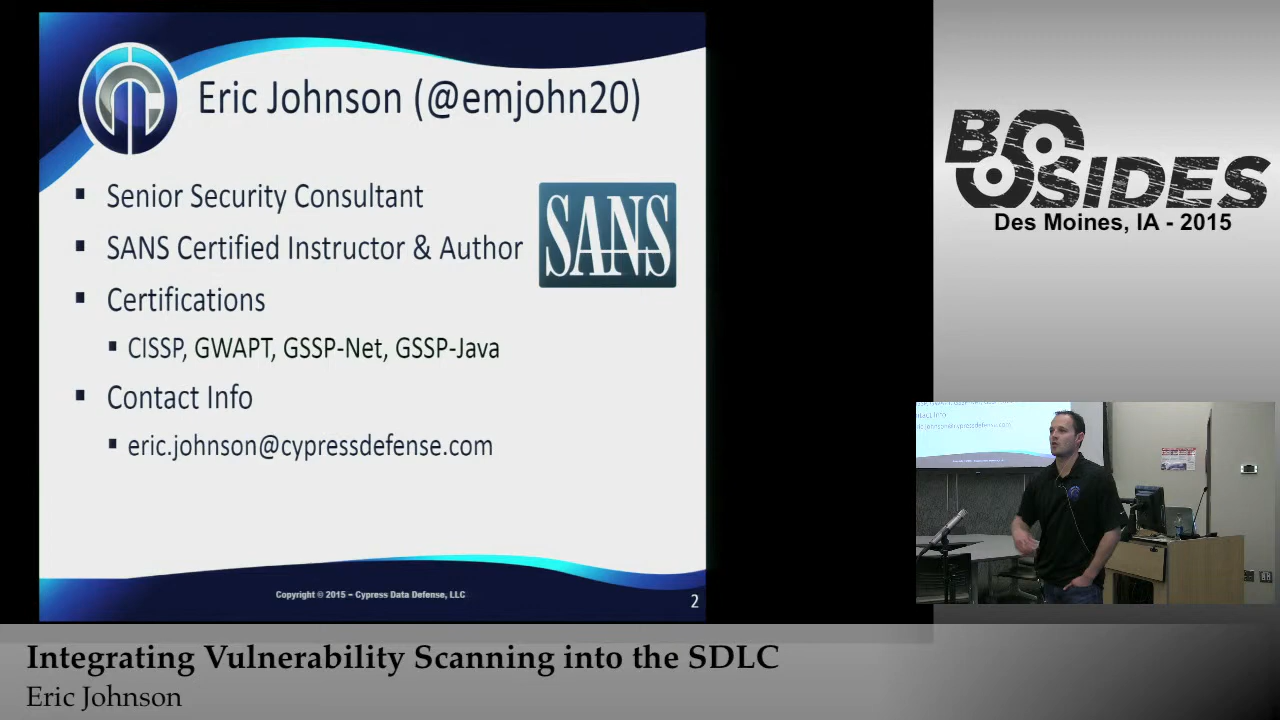 Eric Johnson (@emjohn20)
Senior Security Consultant
SANS Certified Instructor & Author
SANS
Certifications
CISSP, GWAPT, GSSP-Net, GSSP-Java
Contact Info
eric.johnson@cypressdefense.com
Copyright © 2015 – Cypress Data Defense, LLC
2
BSIDES
Des Moines, IA - 2015
Integrating Vulnerability Scanning into the SDLC
Eric Johnson